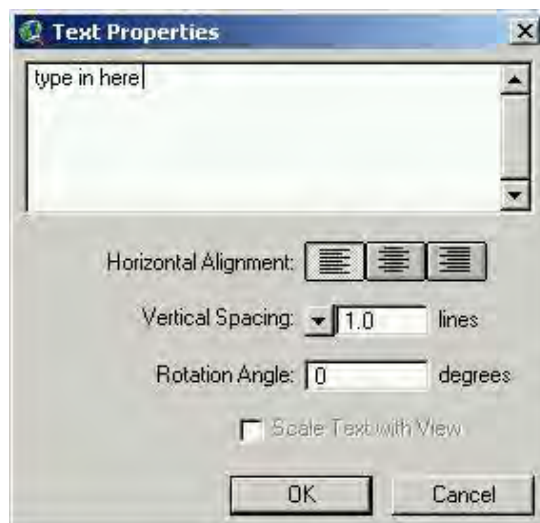 Text Properties
type in here
Horizontal Alignment:
Vertical Spacing: 1.0 lines
Rotation Angle: 0 degrees
Scale Text with View
OK Cancel